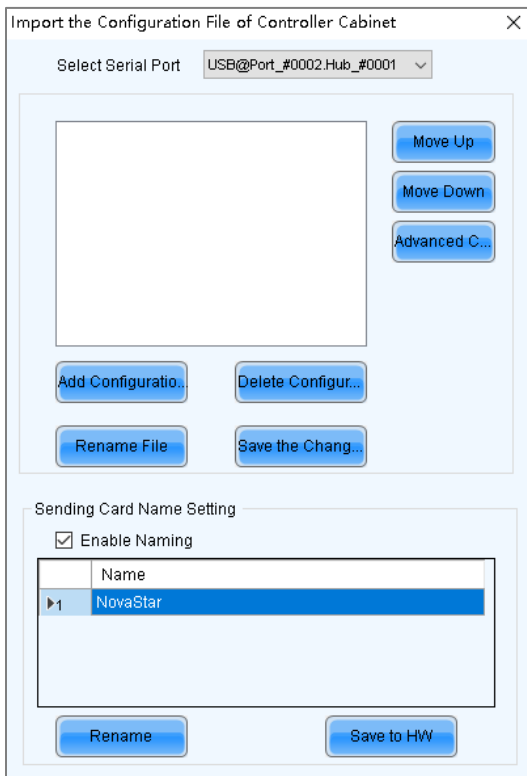 Import the Configuration File of Controller Cabinet
Select Serial Port USB@Port_#0002.Hub_#0001
Move Up
Move Down
Advanced C...
Add Configuratio... Delete Configur...
Rename File Save the Chang...
Sending Card Name Setting
Enable Naming
Name
1 NovaStar
Rename Save to HW